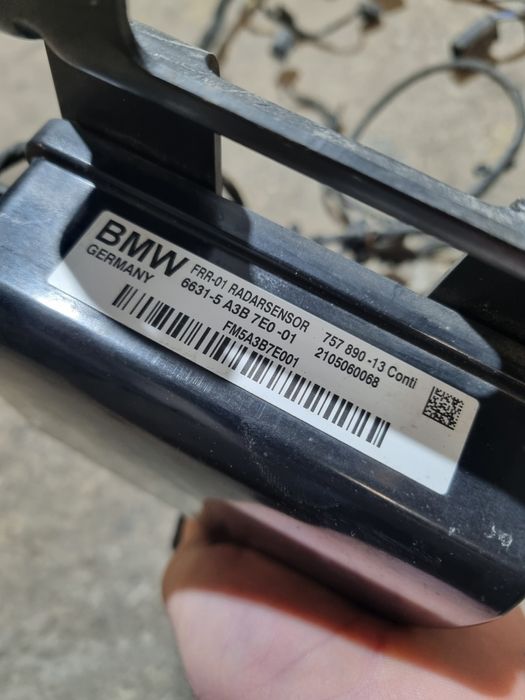 BMW FRR-01 RADARSENSOR 757 890 -13 Conti
GERMANY 6631-5 A3B 7E0 -01 2105060068
FM5A3B7E001